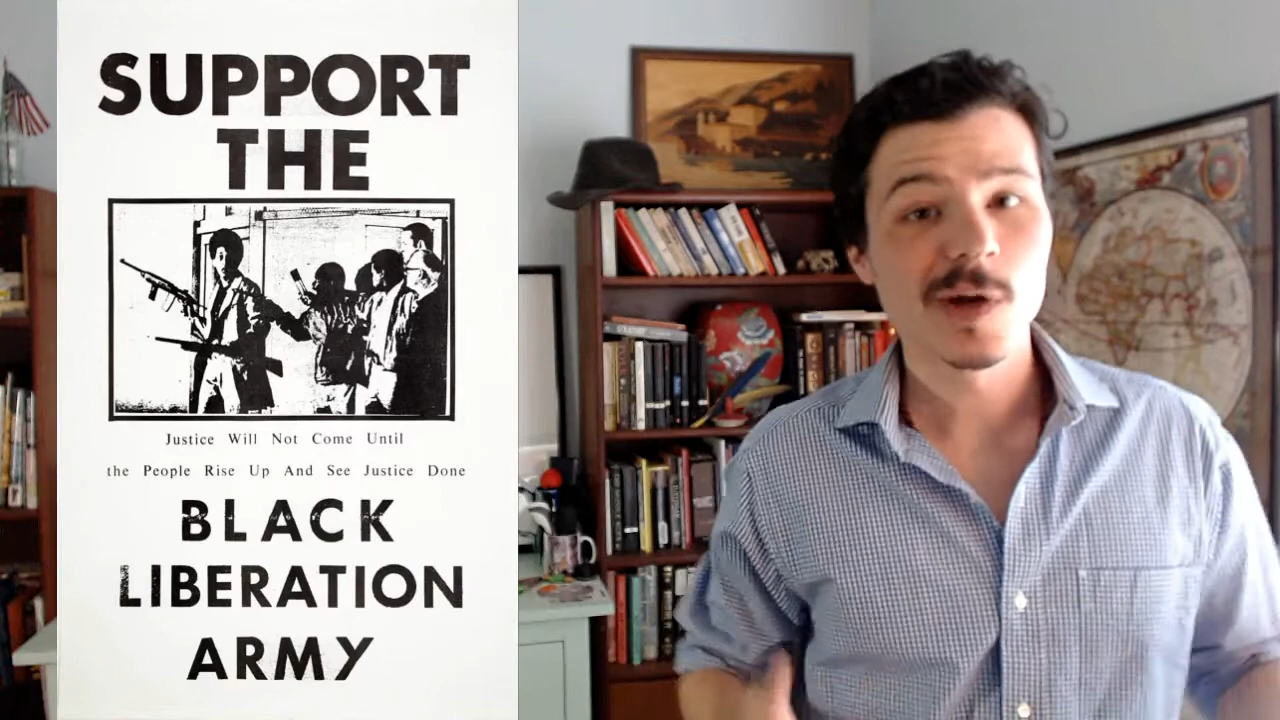 SUPPORT
THE
Justice Will Not Come Until
the People Rise Up And See Justice Done
BLACK
LIBERATION
ARMY